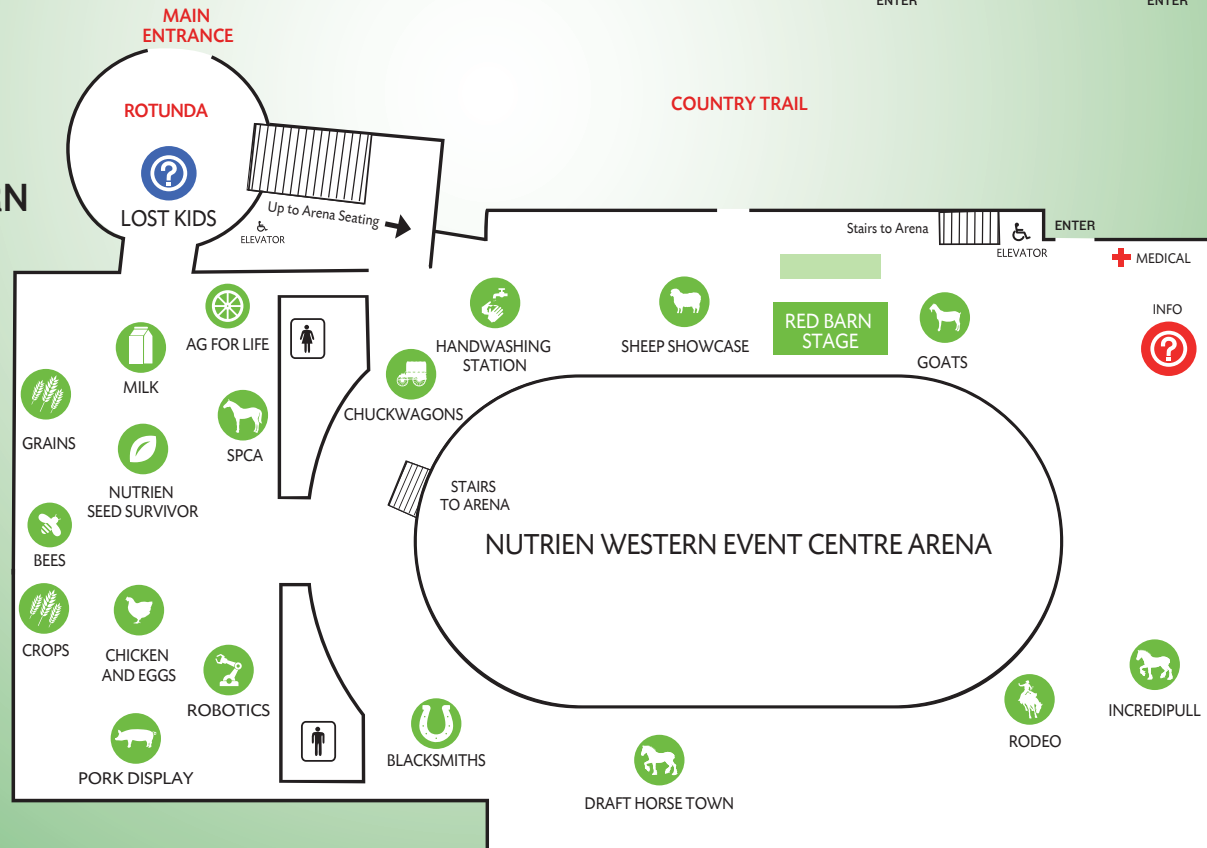 ENTER
ENTER
MAIN
ENTRANCE
ROTUNDA
COUNTRY TRAIL
?
LOST KIDS
Up to Arena Seating
ELEVATOR
Stairs to Arena
ELEVATOR
ENTER
MEDICAL
INFO
?
AG FOR LIFE
MILK
GRAINS
SPCA
NUTRIEN
SEED SURVIVOR
BEES
CROPS
CHICKEN
AND EGGS
ROBOTICS
PORK DISPLAY
HANDWASHING
STATION
CHUCKWAGONS
SHEEP SHOWCASE
RED BARN
STAGE
GOATS
STAIRS
TO ARENA
NUTRIEN WESTERN EVENT CENTRE ARENA
BLACKSMITHS
DRAFT HORSE TOWN
RODEO
INCREDIPULL